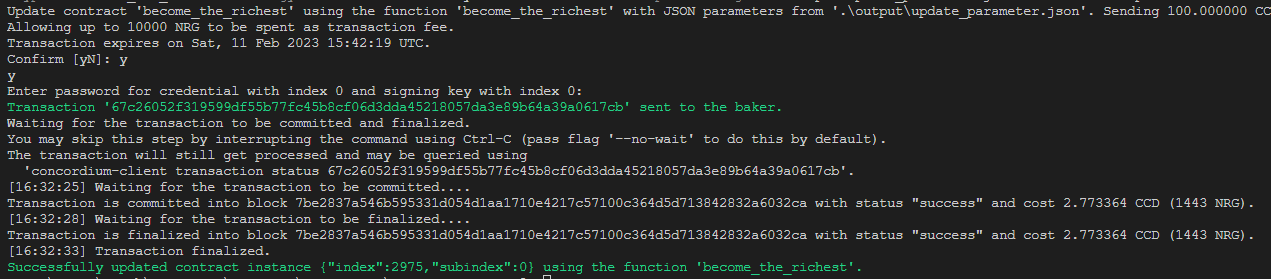 Update contract 'become_the_richest' using the function 'become_the_richest' with JSON parameters from '.\output\update_parameter.json'. Sending 100.000000 CC
Allowing up to 10000 NRG to be spent as transaction fee.
Transaction expires on Sat, 11 Feb 2023 15:42:19 UTC.
Confirm [yN]: y
y
Enter password for credential with index 0 and signing key with index 0:
Transaction '67c26052f319599df55b77fc45b8cf06d3dda45218057da3e89b64a39a0617cb' sent to the baker.
Waiting for the transaction to be committed and finalized.
You may skip this step by interrupting the command using Ctrl-C (pass flag '--no-wait' to do this by default).
The transaction will still get processed and may be queried using
'concordium-client transaction status 67c26052f319599df55b77fc45b8cf06d3dda45218057da3e89b64a39a0617cb'.
[16:32:25] Waiting for the transaction to be committed....
Transaction is committed into block 7be2837a546b595331d054d1aa1710e4217c57100c364d5d713842832a6032ca with status "success" and cost 2.773364 CCD (1443 NRG).
[16:32:28] Waiting for the transaction to be finalized....
Transaction is finalized into block 7be2837a546b595331d054d1aa1710e4217c57100c364d5d713842832a6032ca with status "success" and cost 2.773364 CCD (1443 NRG).
[16:32:33] Transaction finalized.
Successfully updated contract instance {"index":2975,"subindex":0} using the function 'become_the_richest'.